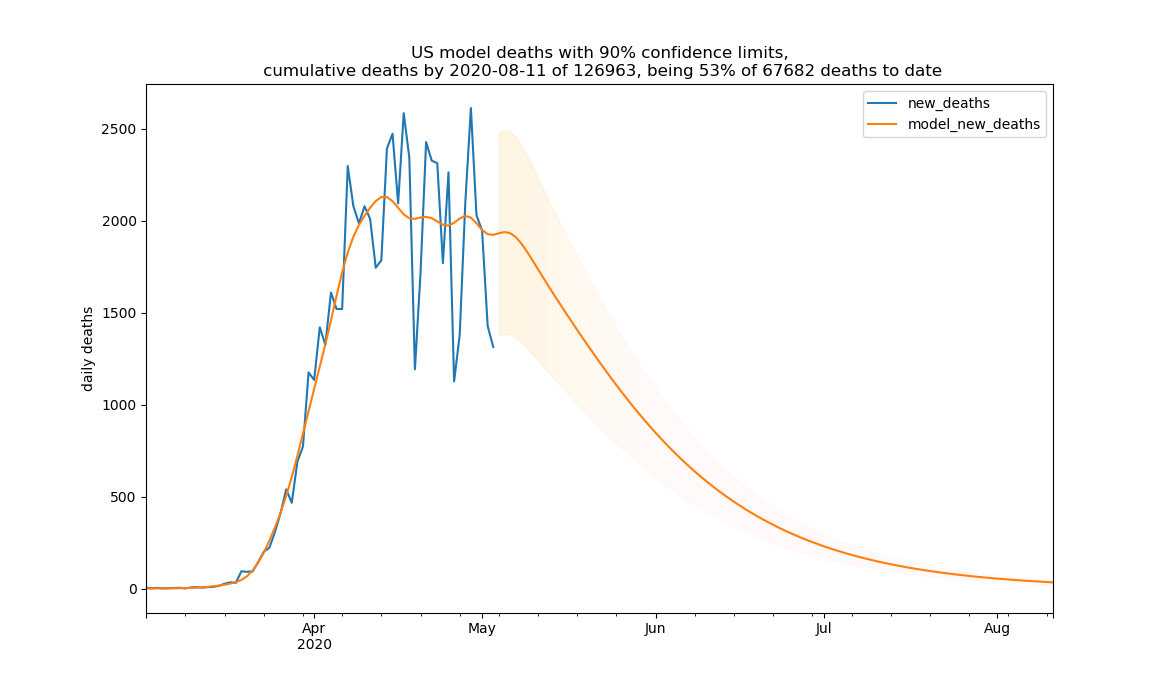 US model deaths with 90% confidence limits,
cumulative deaths by 2020-08-11 of 126963, being 53% of 67682 deaths to date
new_deaths
model_new_deaths
2500
2000
1500
1000
500
0
daily deaths
Apr
2020
May
Jun
Jul
Aug